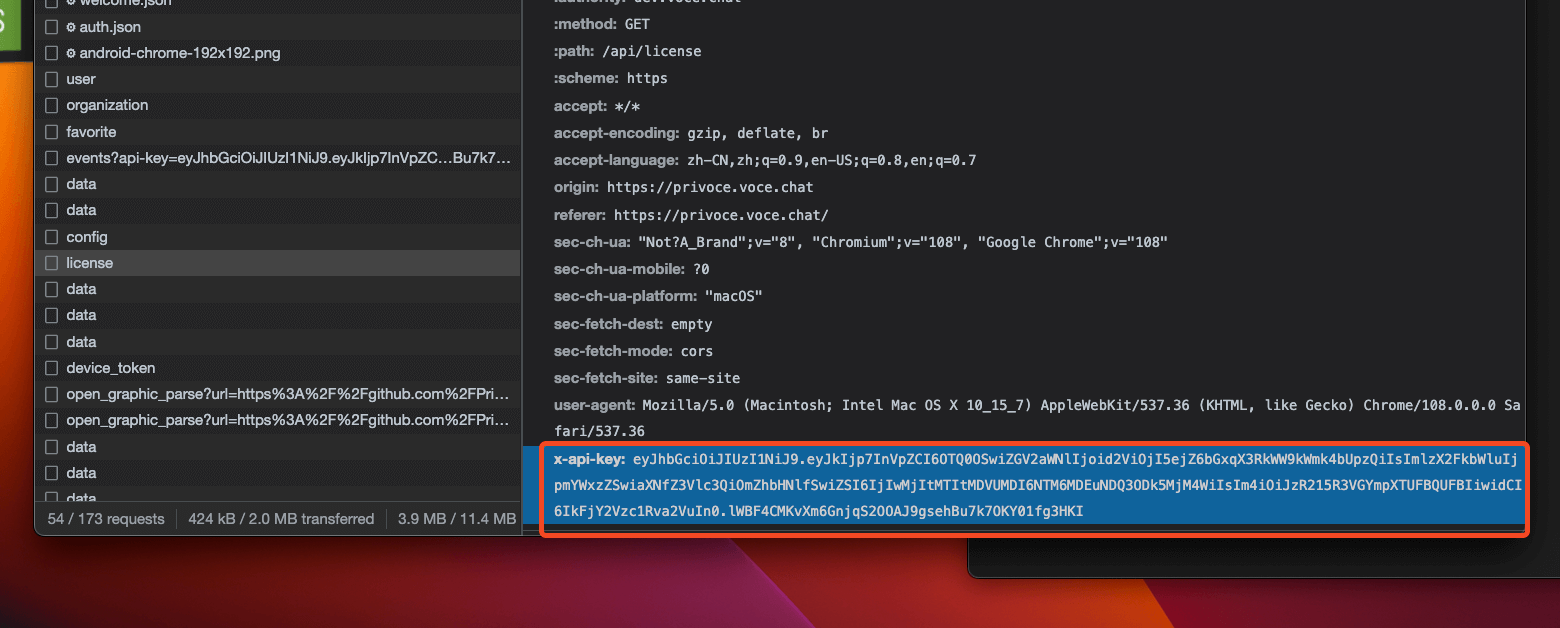 welcome.json
auth.json
android-chrome-192x192.png
user
organization
favorite
events?api-key=eyJhbGciOiJIUzI1NiJ9.eyJkIjp7InVpZC…Bu7k7…
data
data
config
license
data
data
data
device_token
open_graphic_parse?url=https%3A%2F%2Fgithub.com%2FPri…
open_graphic_parse?url=https%3A%2F%2Fgithub.com%2FPri…
data
data
data
54 / 173 requests
424 kB / 2.0 MB transferred
3.9 MB / 11.4 MB
:authority: dev.voce.chat
:method: GET
:path: /api/license
:scheme: https
accept: */*
accept-encoding: gzip, deflate, br
accept-language: zh-CN,zh;q=0.9,en-US;q=0.8,en;q=0.7
origin: https://privoce.voce.chat
referer: https://privoce.voce.chat/
sec-ch-ua: "Not?A_Brand";v="8", "Chromium";v="108", "Google Chrome";v="108"
sec-ch-ua-mobile: ?0
sec-ch-ua-platform: "macOS"
sec-fetch-dest: empty
sec-fetch-mode: cors
sec-fetch-site: same-site
user-agent: Mozilla/5.0 (Macintosh; Intel Mac OS X 10_15_7) AppleWebKit/537.36 (KHTML, like Gecko) Chrome/108.0.0.0 Sa
fari/537.36
x-api-key: eyJhbGciOiJIUzI1NiJ9.eyJkIjp7InVpZCI6OTQ0OSwiZGV2aWNlIjoid2ViOjI5ejZ6bGxqX3RkWW9kWmk4bUpzQiIsImlzX2FkbWluIj
pmYWxzZSwiaXNfZ3Vlc3QiOmZhbHNlfSwiZSI6IjIwMjItMTItMDVUMDI6NTM6MDEuNDQ3ODk5MjM4WiIsIm4iOiJzR215R3VGYmpXTUFBQUFBIiwidCI
6IkFjY2Vzc1Rva2VuIn0.lWBF4CMKvXm6GnjqS2OOAJ9gsehBu7k7OKY01fg3HKI